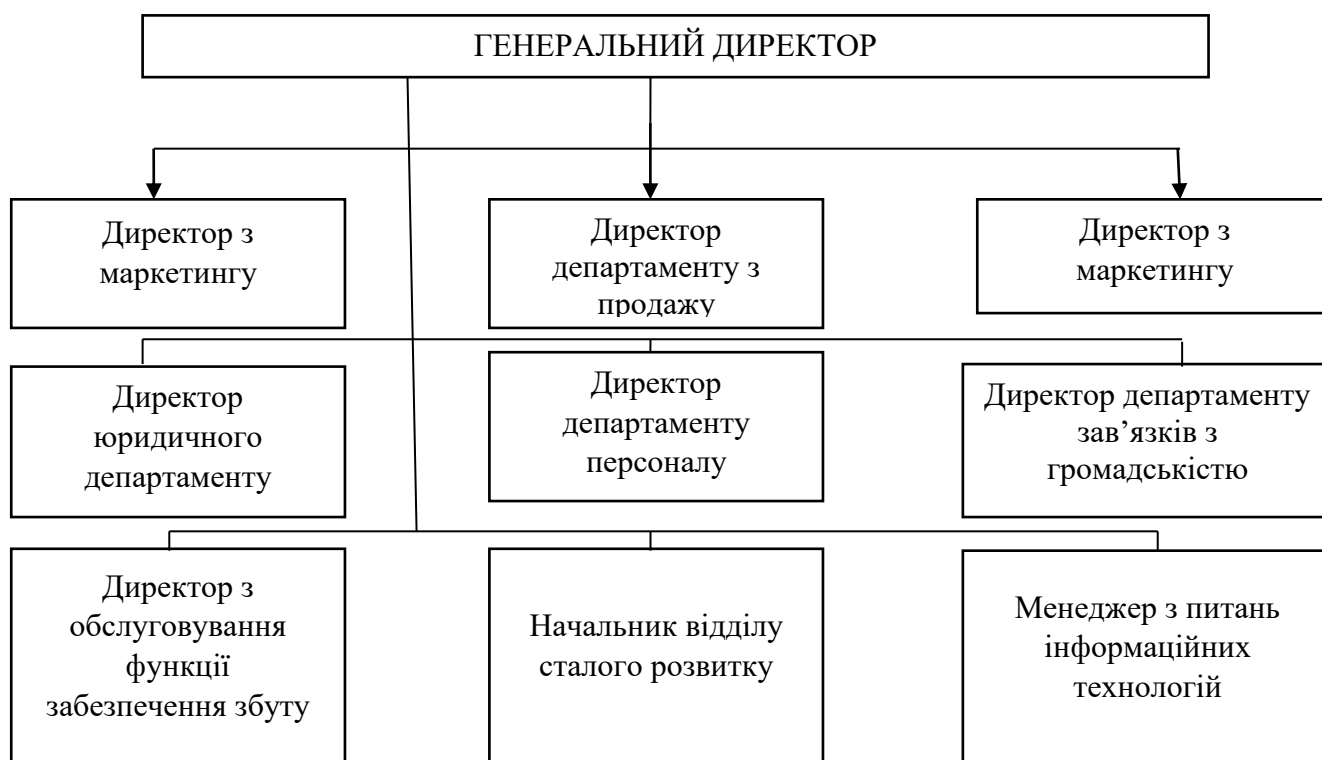 ГЕНЕРАЛЬНИЙ ДИРЕКТОР
Директор з
маркетингу
Директор
департаменту з
продажу
Директор з
маркетингу
Директор
юридичного
департаменту
Директор
департаменту
персоналу
Директор департаменту
зав’язків з
громадськістю
Директор з
обслуговування
функції
забезпечення збуту
Начальник відділу
сталого розвитку
Менеджер з питань
інформаційних
технологій